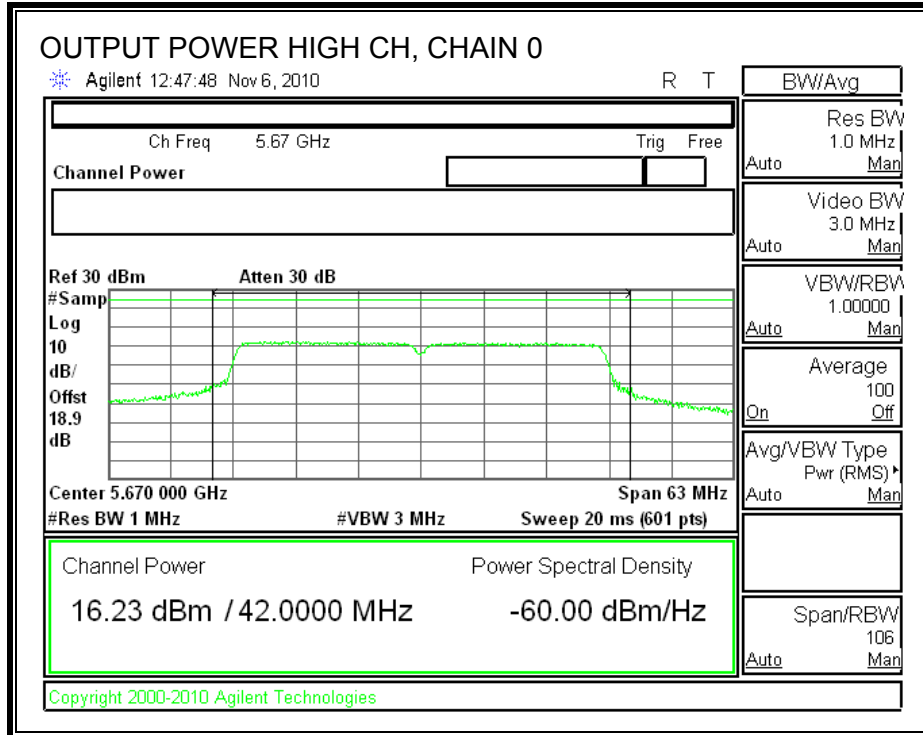 OUTPUT POWER HIGH CH, CHAIN 0
Agilent 12:47:48 Nov 6, 2010 R T
Ch Freq 5.67 GHz Trig Free
Channel Power
Ref 30 dBm Atten 30 dB
#Samp
Log
10
dB/
Offst
18.9
dB
Center 5.670 000 GHz Span 63 MHz
#Res BW 1 MHz #VBW 3 MHz Sweep 20 ms (601 pts)
Channel Power Power Spectral Density
16.23 dBm / 42.0000 MHz -60.00 dBm/Hz
Copyright 2000-2010 Agilent Technologies
BW/Avg
Res BW
1.0 MHz
Auto Man
Video BW
3.0 MHz
Auto Man
VBW/RBW
1.00000
Auto Man
Average
100
On Off
Avg/VBW Type
Pwr (RMS)
Auto Man
Span/RBW
106
Auto Man